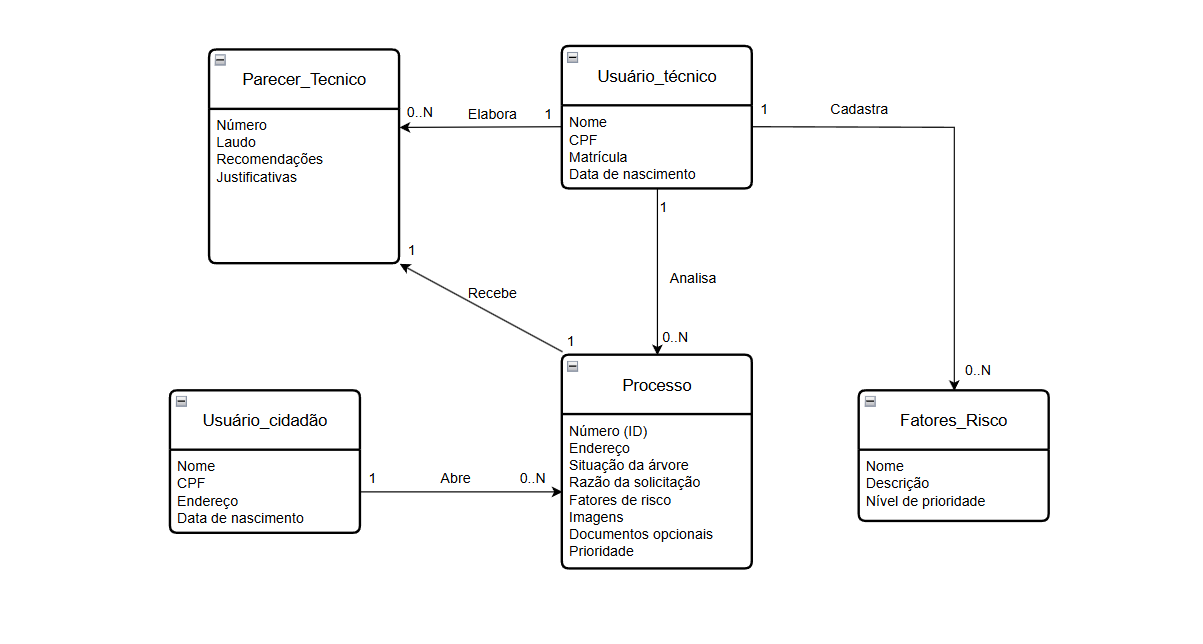 Parecer_Tecnico
Número
Laudo
Recomendações
Justificativas
0..N
Elabora
1
Usuário_técnico
Nome
CPF
Matrícula
Data de nascimento
1
Cadastra
0..N
1
Analisa
0..N
1
Recebe
1
Usuário_cidadão
Nome
CPF
Endereço
Data de nascimento
1
Abre
0..N
Processo
Número (ID)
Endereço
Situação da árvore
Razão da solicitação
Fatores de risco
Imagens
Documentos opcionais
Prioridade
Fatores_Risco
Nome
Descrição
Nível de prioridade